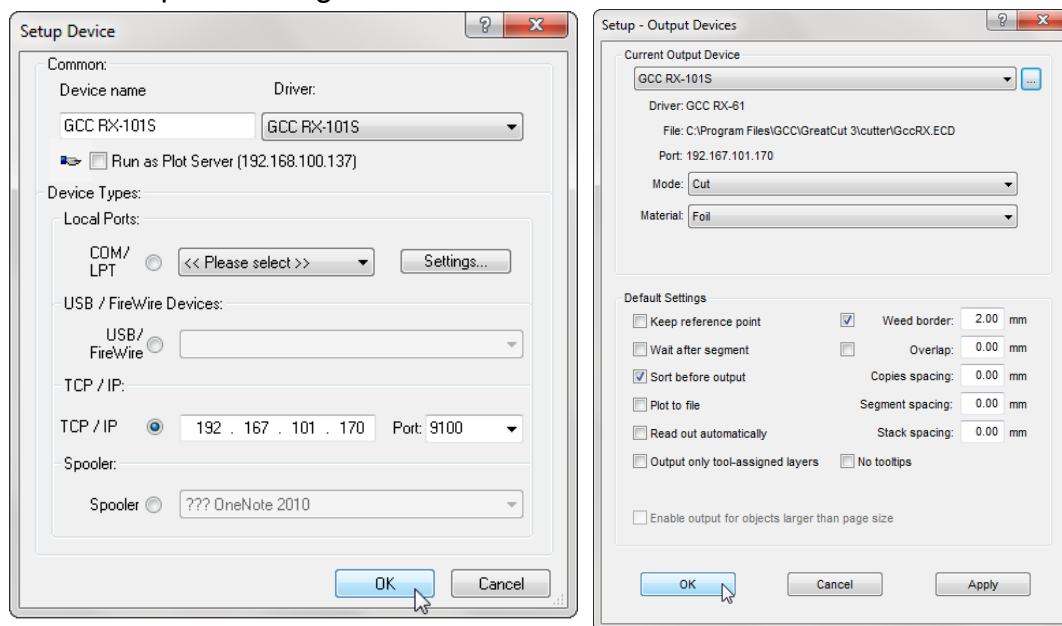 Setup Device
Common:
Device name Driver:
GCC RX-101S GCC RX-101S
Run as Plot Server (192.168.100.137)
Device Types:
Local Ports:
COM/
LPT << Please select >> Settings...
USB / FireWire Devices:
USB/
FireWire
TCP / IP:
TCP / IP 192 . 167 . 101 . 170 Port: 9100
Spooler:
Spooler ??? OneNote 2010
OK Cancel
Setup - Output Devices
Current Output Device
GCC RX-101S ...
Driver: GCC RX-61
File: C:\Program Files\GCC\GreatCut 3\cutter\GccRX.ECD
Port: 192.167.101.170
Mode: Cut
Material: Foil
Default Settings
Keep reference point Weed border: 2.00 mm
Wait after segment Overlap: 0.00 mm
Sort before output Copies spacing: 0.00 mm
Plot to file Segment spacing: 0.00 mm
Read out automatically Stack spacing: 0.00 mm
Output only tool-assigned layers No tooltips
Enable output for objects larger than page size
OK Cancel Apply